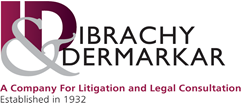 IBRACHY
& DERMARKAR
A Company For Litigation and Legal Consultation
Established in 1932